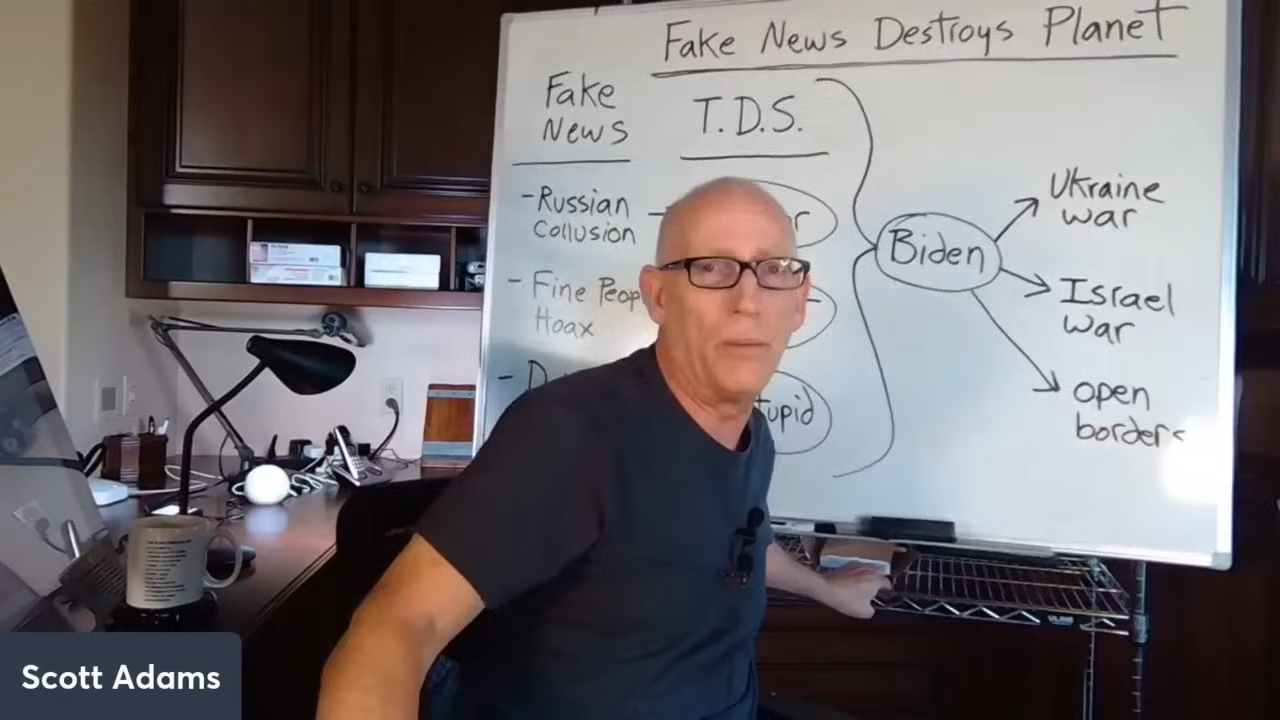 Fake News Destroys Planet
Fake
News
T.D.S.
-Russian
Collusion
- Fine Peop
Hoax
- D
tupid
Biden
Ukraine
war
Israel
war
open
borders
Scott Adams